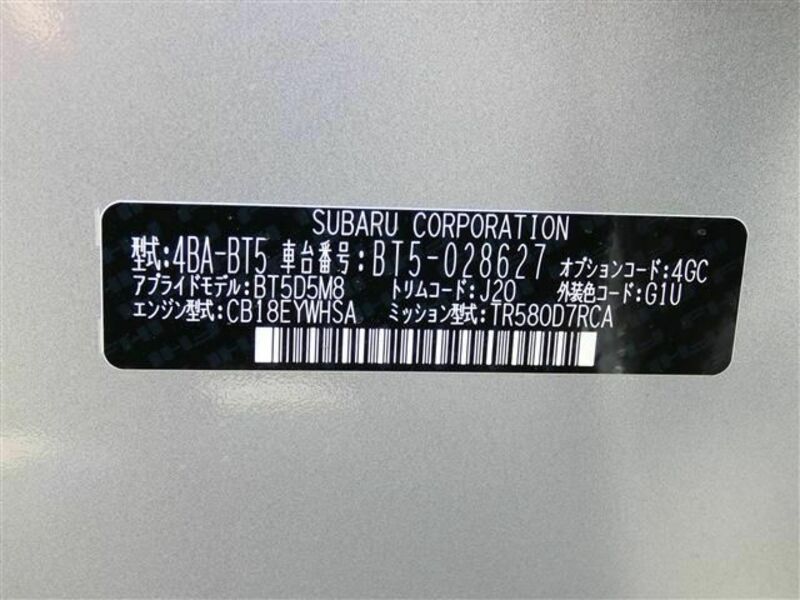 SUBARU CORPORATION
型式:4BA-BT5 車台番号:BT5-028627 オプションコード:4GC
アプライドモデル:BT5D5M8 トリムコード:J20 外装色コード:G1U
エンジン型式:CB18EYWHSA ミッション型式:TR580D7RCA